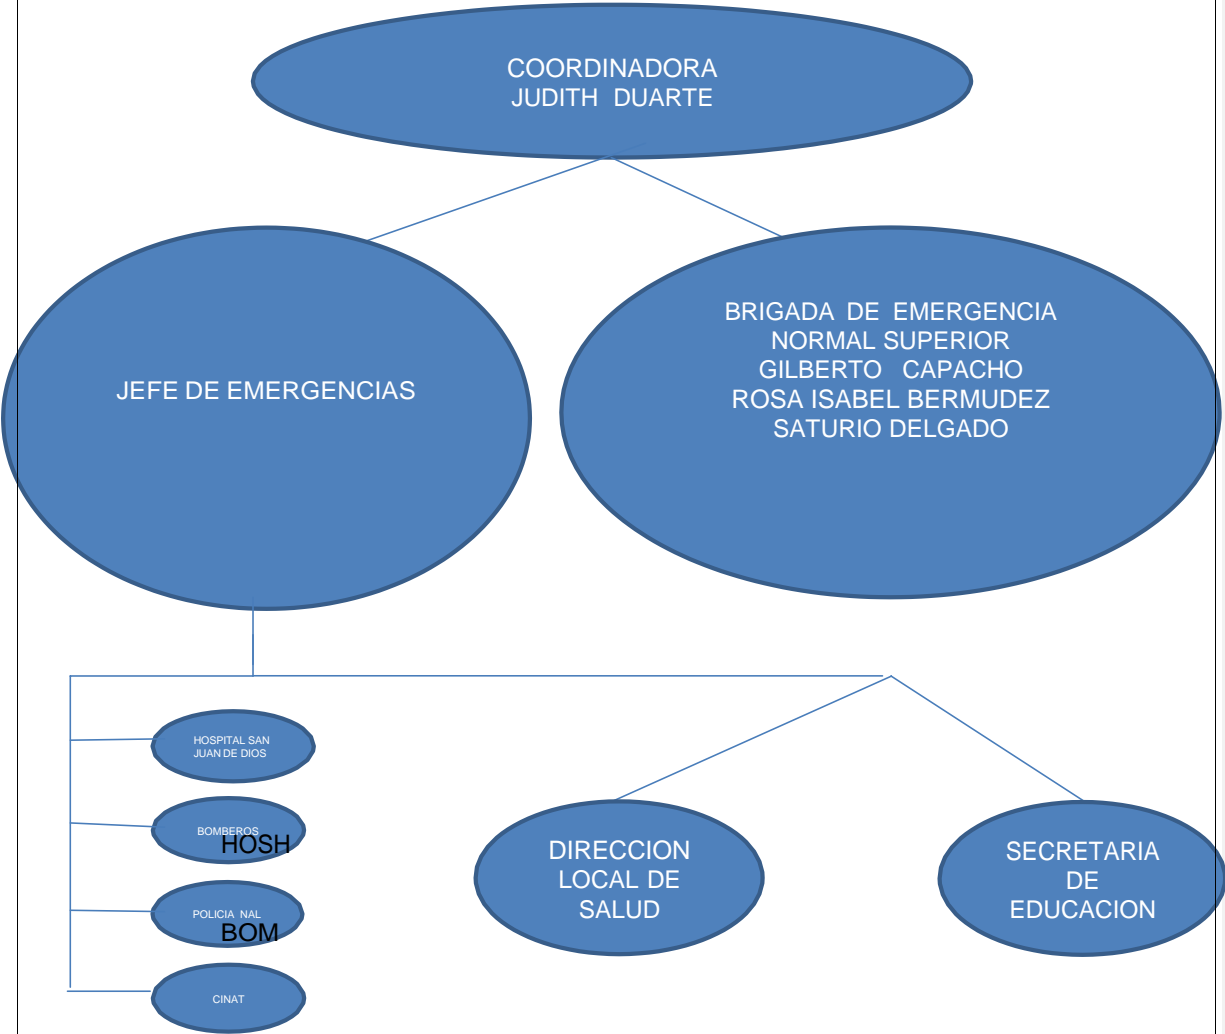 COORDINADORA
JUDITH DUARTE
JEFE DE EMERGENCIAS
BRIGADA DE EMERGENCIA
NORMAL SUPERIOR
GILBERTO CAPACHO
ROSA ISABEL BERMUDEZ
SATURIO DELGADO
HOSPITAL SAN
JUAN DE DIOS
BOMBEROS
HOSH
POLICIA NAL
BOM
CINAT
DIRECCION
LOCAL DE
SALUD
SECRETARIA
DE
EDUCACION